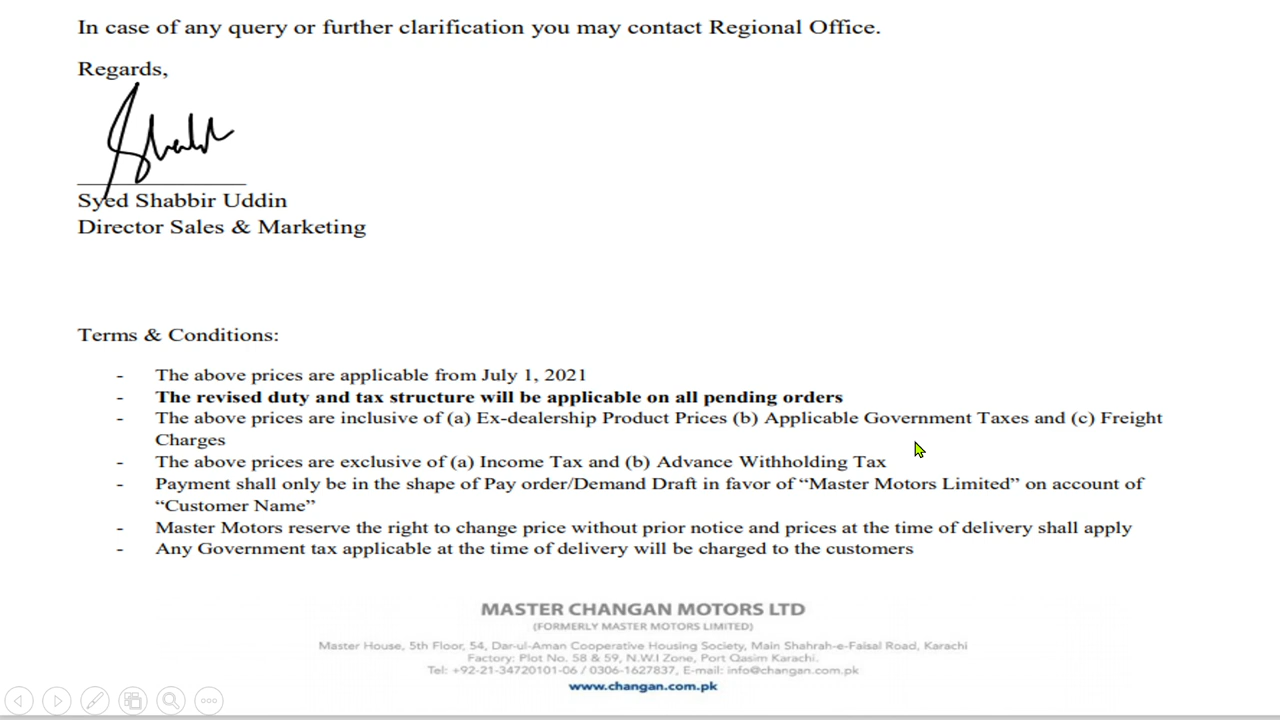 In case of any query or further clarification you may contact Regional Office.
Regards,
Syed Shabbir Uddin
Director Sales & Marketing
Terms & Conditions:
- The above prices are applicable from July 1, 2021
- The revised duty and tax structure will be applicable on all pending orders
- The above prices are inclusive of (a) Ex-dealership Product Prices (b) Applicable Government Taxes and (c) Freight
Charges
- The above prices are exclusive of (a) Income Tax and (b) Advance Withholding Tax
- Payment shall only be in the shape of Pay order/Demand Draft in favor of “Master Motors Limited” on account of
“Customer Name”
- Master Motors reserve the right to change price without prior notice and prices at the time of delivery shall apply
- Any Government tax applicable at the time of delivery will be charged to the customers
MASTER CHANGAN MOTORS LTD
(FORMERLY MASTER MOTORS LIMITED)
Master House, 5th Floor, 54, Dar-ul-Aman Cooperative Housing Society, Main Shahrah-e-Faisal Road, Karachi
Factory: Plot No. 58 & 59, N.W.I Zone, Port Qasim Karachi.
Tel: +92-21-34720101-06 / 0306-1627837, E-mail: info@changan.com.pk
www.changan.com.pk